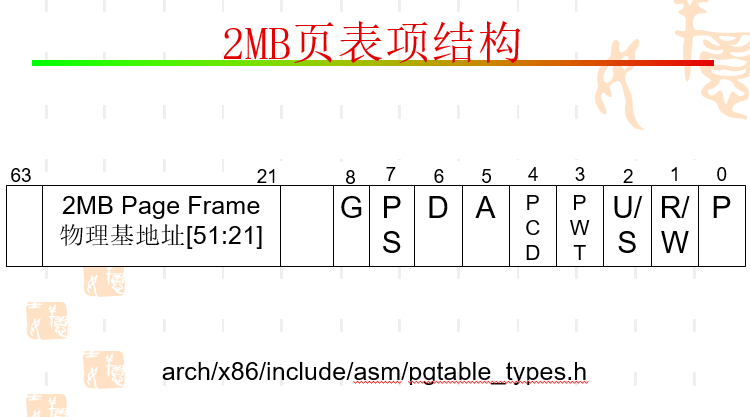 2MB页表项结构
63 21 8 7 6 5 4 3 2 1 0
2MB Page Frame
物理基地址[51:21]
G
PS
D
A
PCD
PWT
U/S
R/W
P
arch/x86/include/asm/pgtable_types.h